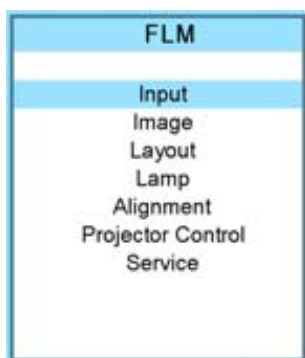 FLM
Input
Image
Layout
Lamp
Alignment
Projector Control
Service